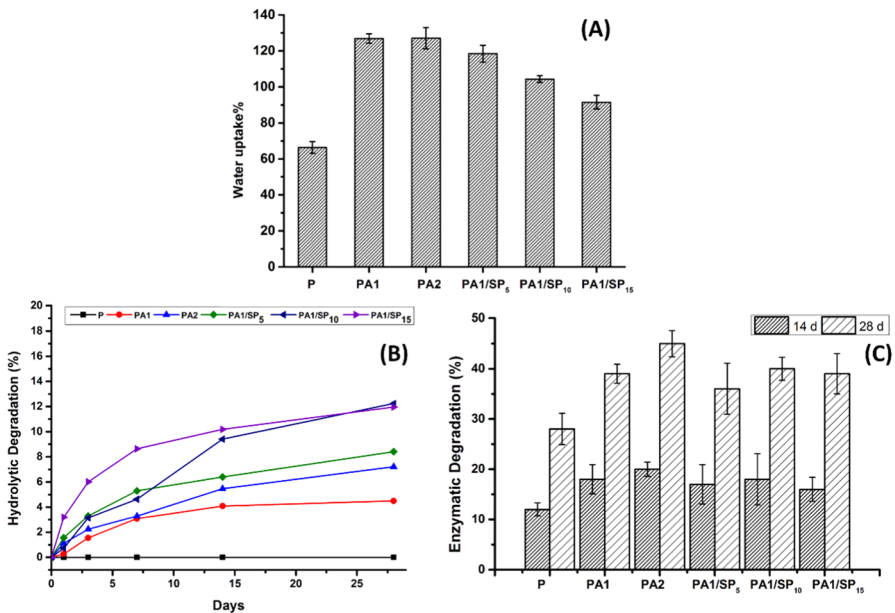 (A)
Water uptake%
140
120
100
80
60
40
20
0
P PA1 PA2 PA1/SP5 PA1/SP10 PA1/SP15
(B)
P PA1 PA2 PA1/SP5 PA1/SP10 PA1/SP15
Hydrolytic Degradation (%)
20
18
16
14
12
10
8
6
4
2
0
0 5 10 15 20 25
Days
(C)
14 d 28 d
Enzymatic Degradation (%)
50
40
30
20
10
0
P PA1 PA2 PA1/SP5 PA1/SP10 PA1/SP15